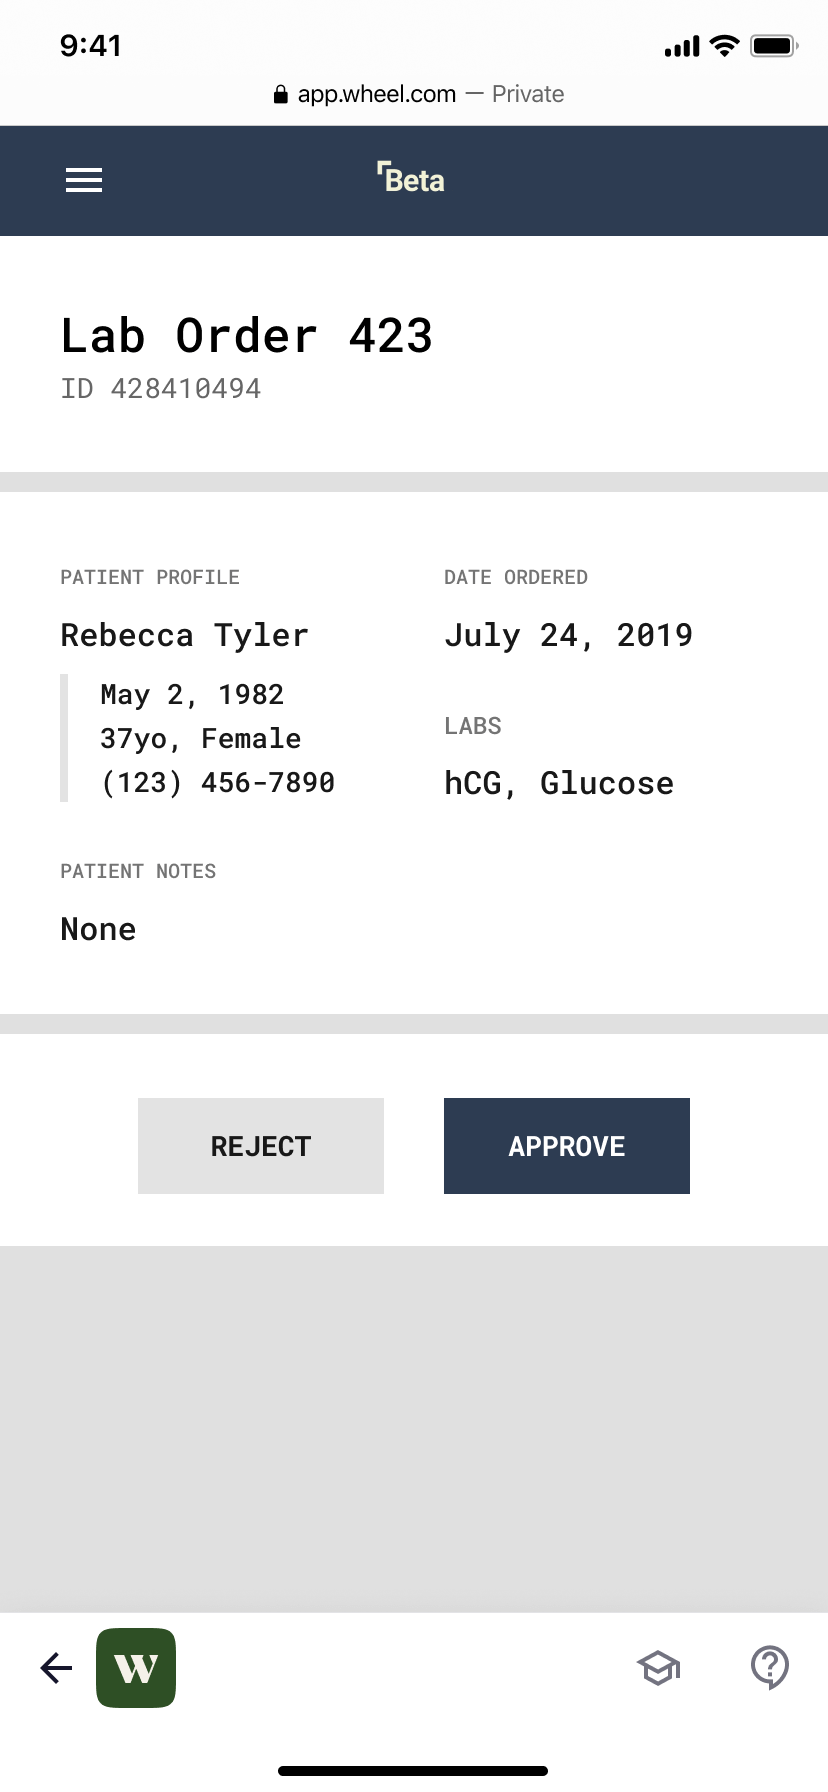 9:41
app.wheel.com — Private
Beta
Lab Order 423
ID 428410494
PATIENT PROFILE
Rebecca Tyler
May 2, 1982
37yo, Female
(123) 456-7890
DATE ORDERED
July 24, 2019
LABS
hCG, Glucose
PATIENT NOTES
None
REJECT
APPROVE
W